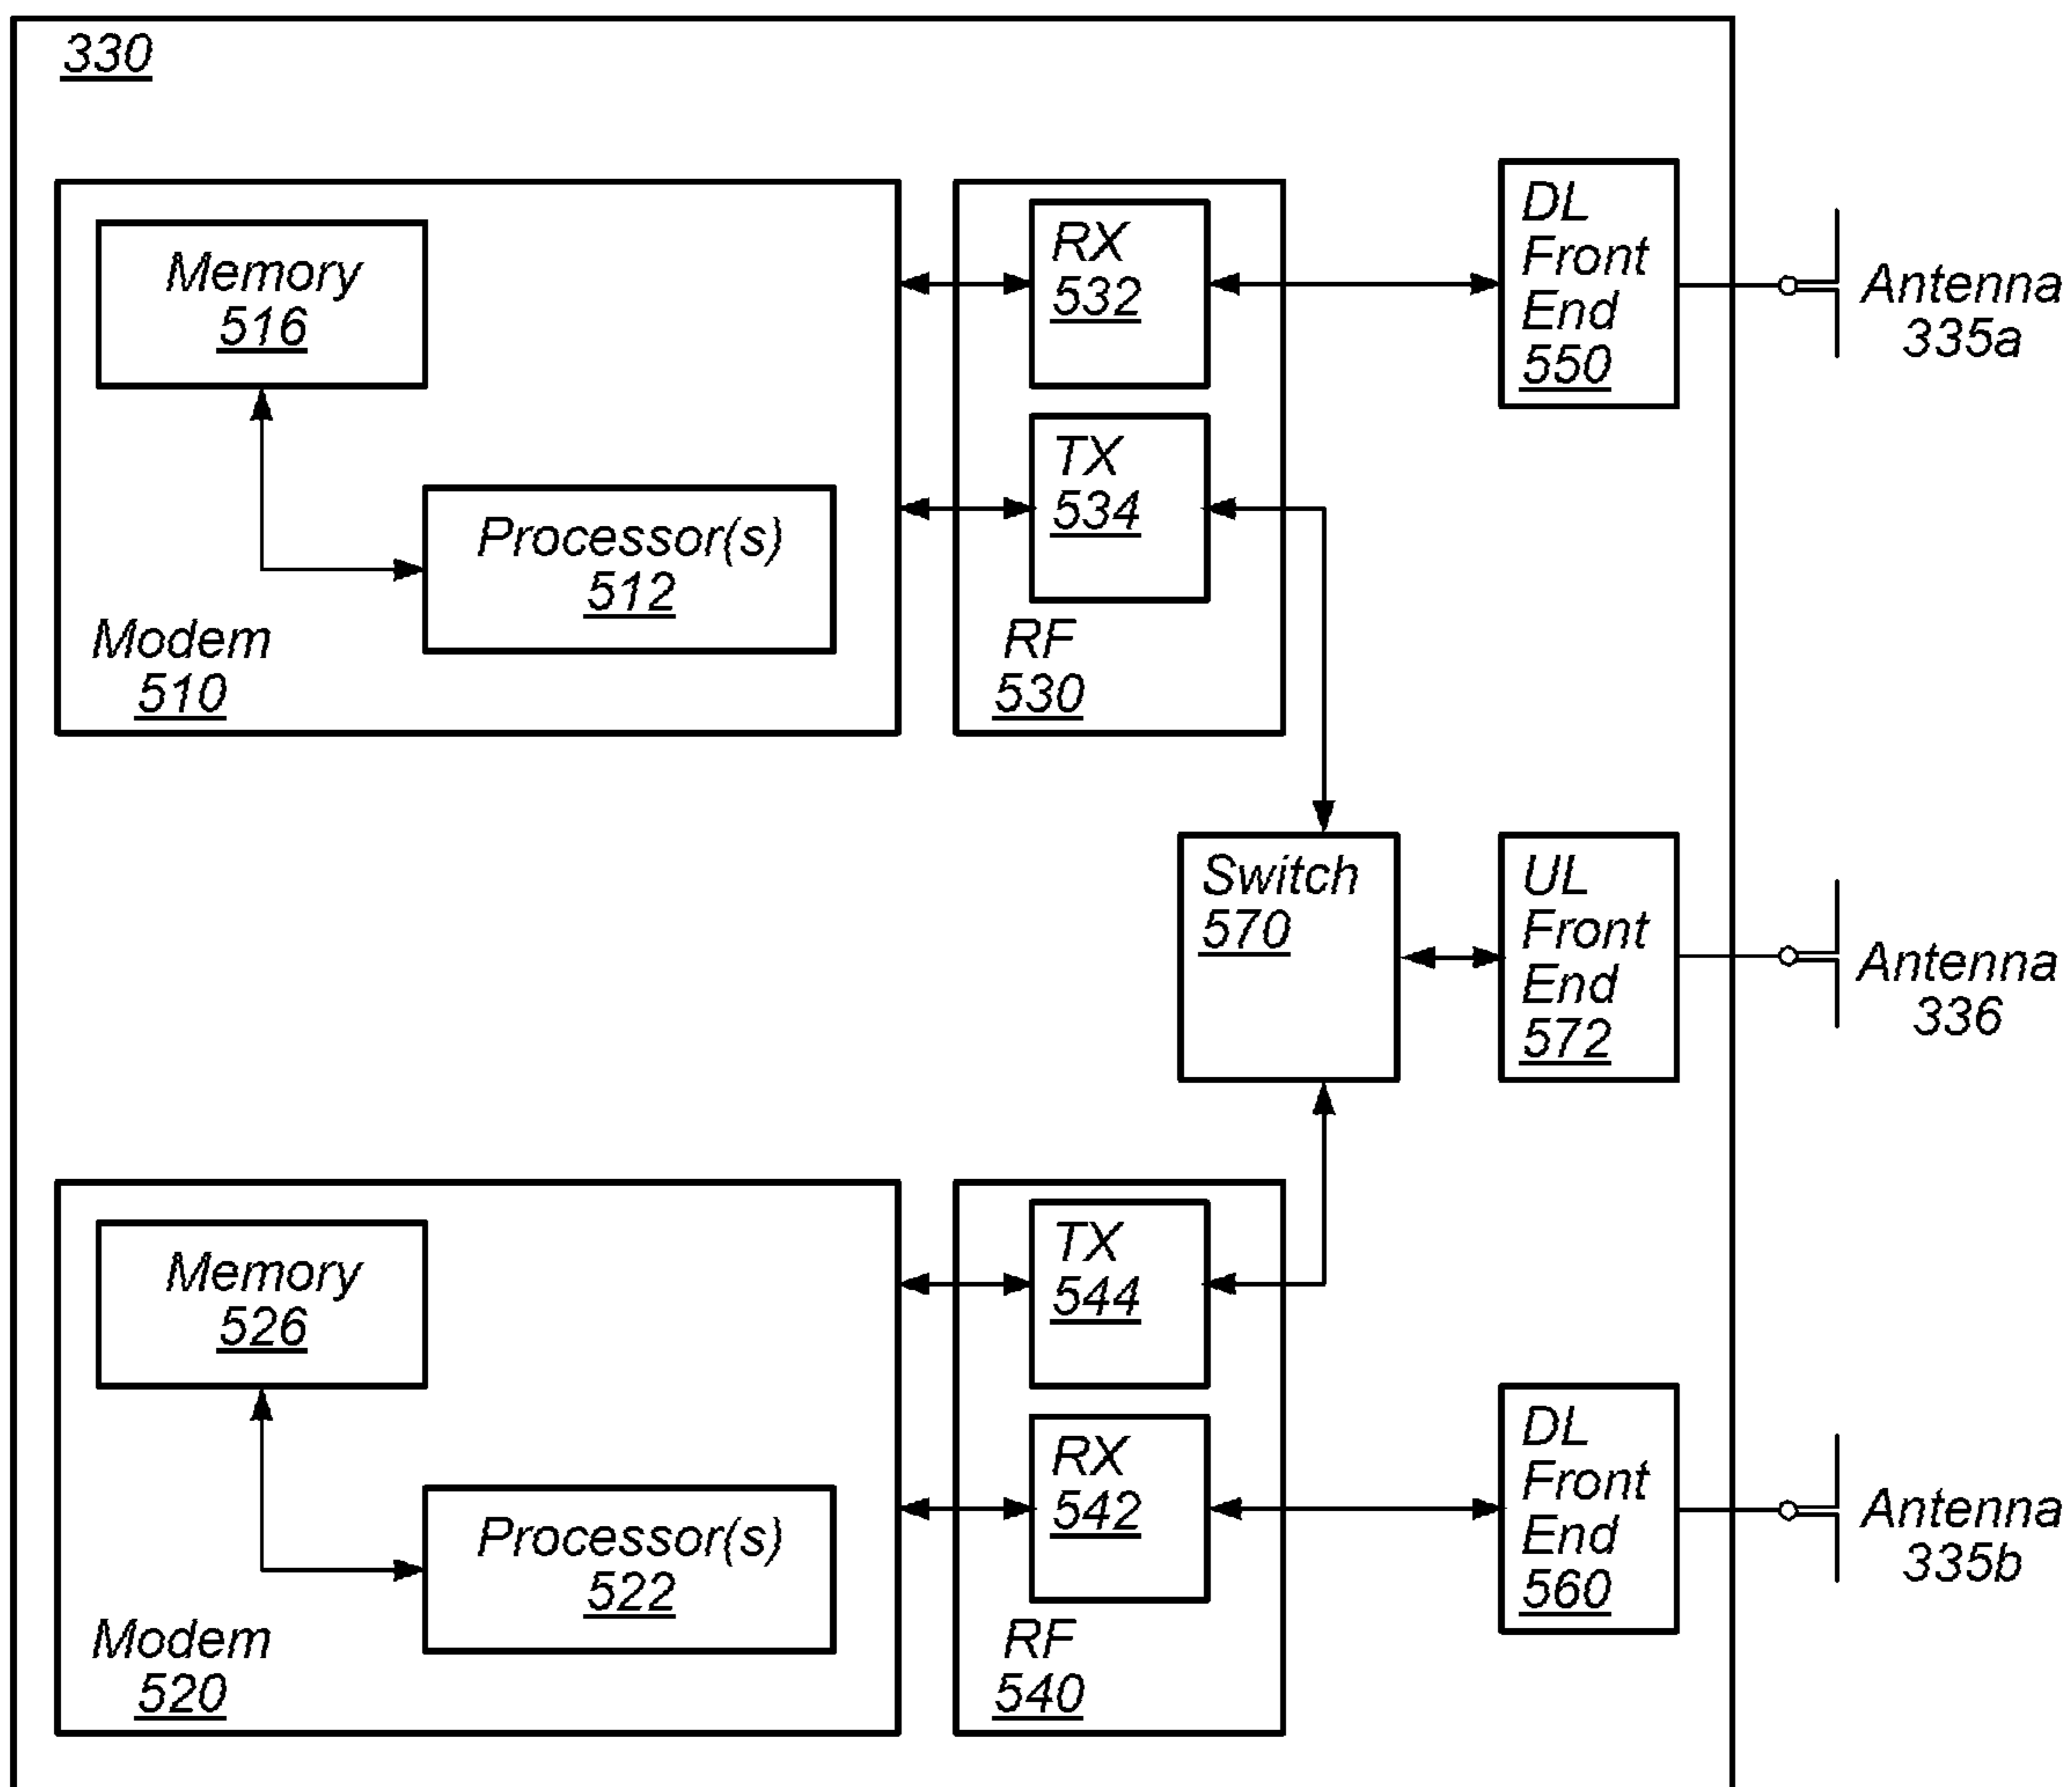 330
Memory
516
Processor(s)
512
Modem
510
RX
532
TX
534
RF
530
DL
Front
End
550
Antenna
335a
Switch
570
UL
Front
End
572
Antenna
336
Memory
526
Processor(s)
522
Modem
520
TX
544
RX
542
RF
540
DL
Front
End
560
Antenna
335b